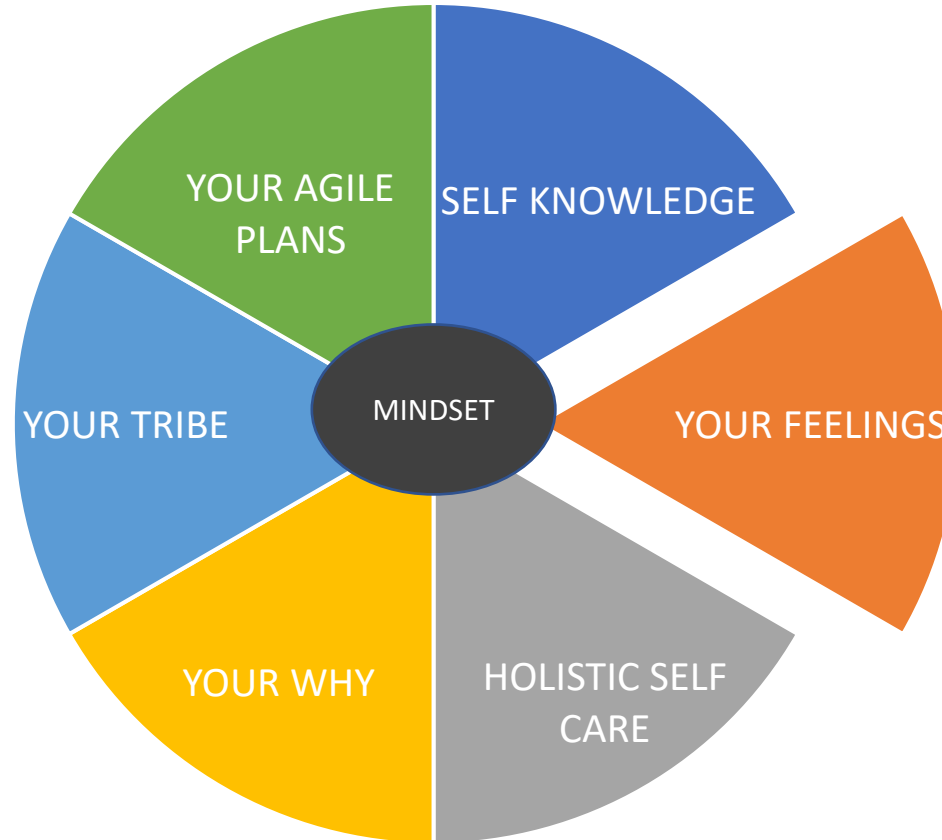 YOUR AGILE
PLANS
SELF KNOWLEDGE
MINDSET
YOUR TRIBE
YOUR FEELINGS
YOUR WHY
HOLISTIC SELF
CARE